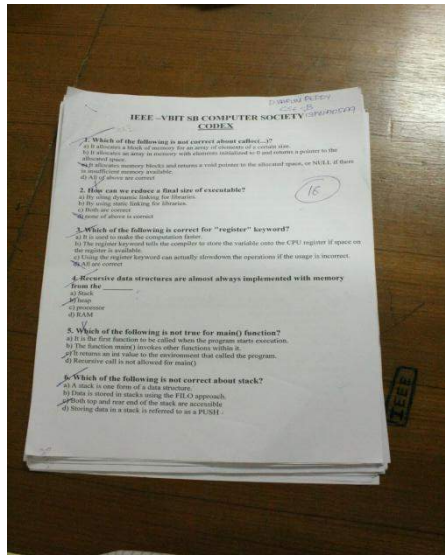 IEEE –VBIT SB COMPUTER SOCIETY
CODEX
16
1. Which of the following is not correct about calloc(..)?
a) It allocates a block of memory for an array of elements of a certain size.
b) It allocates an array in memory with elements initialized to 0 and returns a pointer to the
allocated space.
c) It allocates memory blocks and returns a void pointer to the allocated space, or NULL if there
is insufficient memory available.
d) All of above are correct
2. How can we reduce a final size of executable?
a) By using dynamic linking for libraries.
b) By using static linking for libraries.
c) Both are correct
d) none of above is correct
3. Which of the following is correct for "register" keyword?
a) It is used to make the computation faster.
b) The register keyword tells the compiler to store the variable onto the CPU register if space on
the register is available.
c) Using the register keyword can actually slowdown the operations if the usage is incorrect.
d) All are correct
4. Recursive data structures are almost always implemented with memory
from the
a) Stack
b) heap
c) processor
d) RAM
5. Which of the following is not true for main() function?
a) It is the first function to be called when the program starts execution.
b) The function main() invokes other functions within it.
c) It returns an int value to the environment that called the program.
d) Recursive call is not allowed for main().
6. Which of the following is not correct about stack?
a) A stack is one form of a data structure.
b) Data is stored in stacks using the FILO approach.
c) Both top and rear end of the stack are accessible
d) Storing data in a stack is referred to as a PUSH -
IEEE